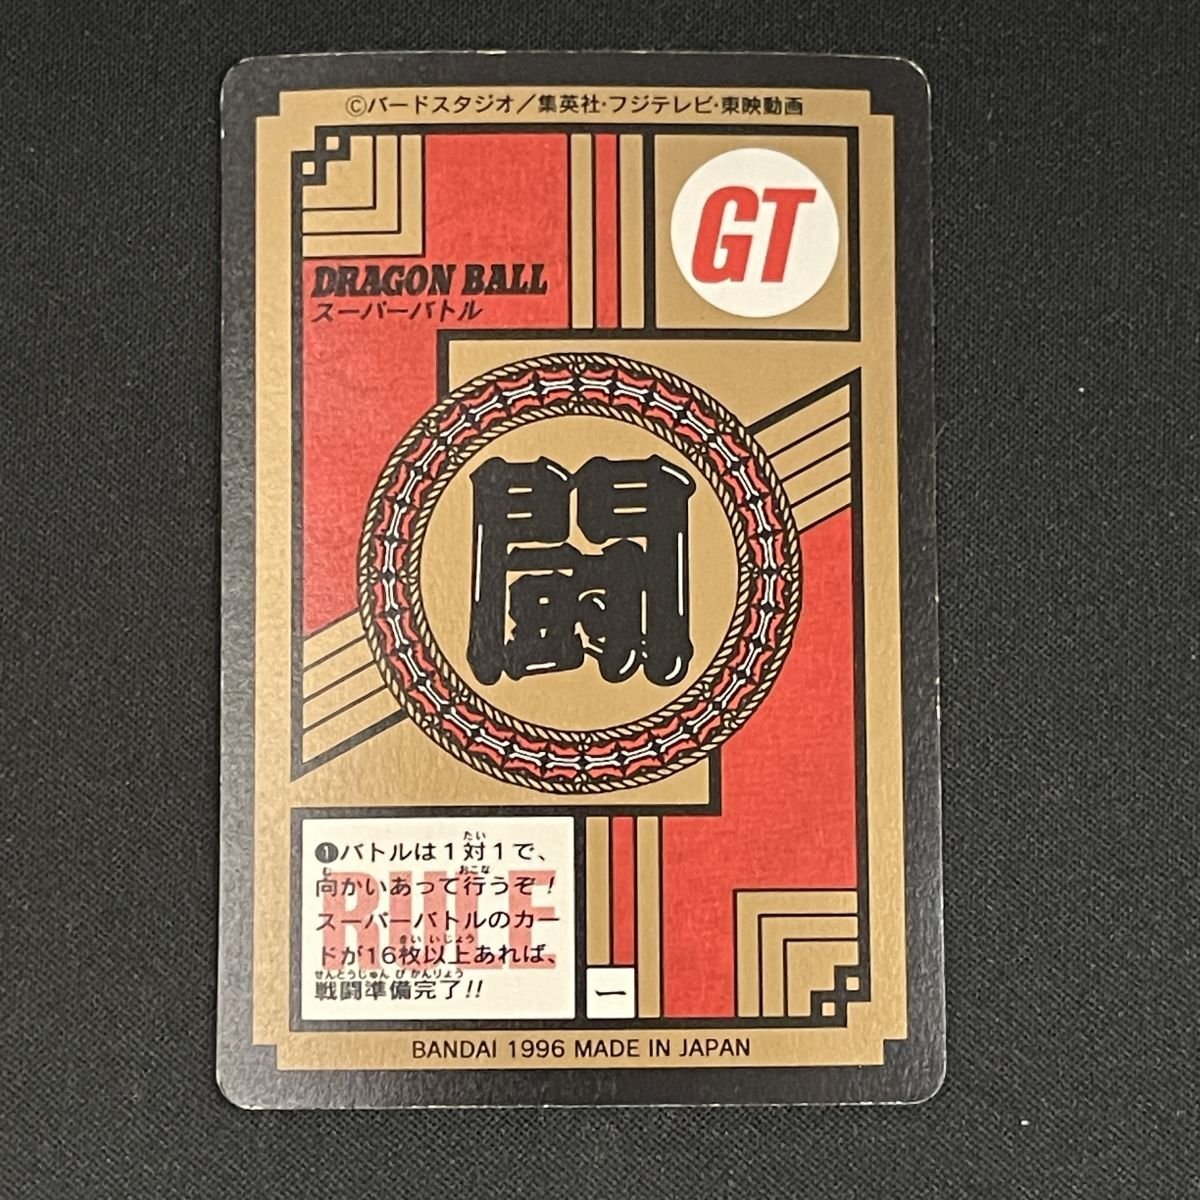 ©バードスタジオ／集英社・フジテレビ・東映動画
GT
DRAGON BALL
スーパーバトル
闘
RULE
❶バトルは1対1で、
向かいあって行うぞ！
スーパーバトルのカー
ドが16枚以上あれば、
戦闘準備完了!!
一
BANDAI 1996 MADE IN JAPAN